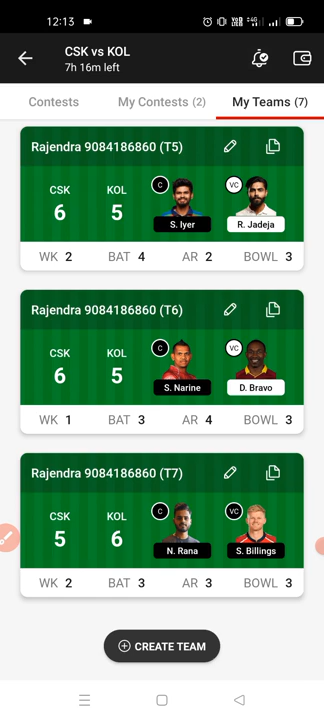 12:13
CSK vs KOL
7h 16m left
Contests My Contests (2) My Teams (7)
Rajendra 9084186860 (T5)
CSK KOL
6 5
C VC
S. Iyer R. Jadeja
WK 2 BAT 4 AR 2 BOWL 3
Rajendra 9084186860 (T6)
CSK KOL
6 5
C VC
S. Narine D. Bravo
WK 1 BAT 3 AR 4 BOWL 3
Rajendra 9084186860 (T7)
CSK KOL
5 6
C VC
N. Rana S. Billings
WK 2 BAT 3 AR 3 BOWL 3
CREATE TEAM